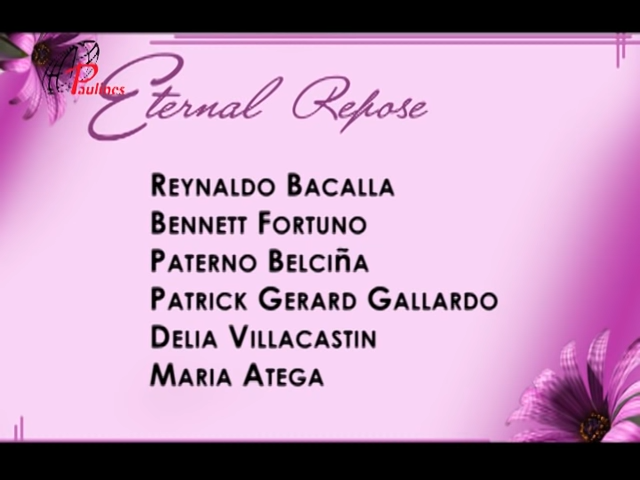 Paulines
Eternal Repose
Reynaldo Bacalla
Bennett Fortuno
Paterno Belciña
Patrick Gerard Gallardo
Delia Villacastin
Maria Atega